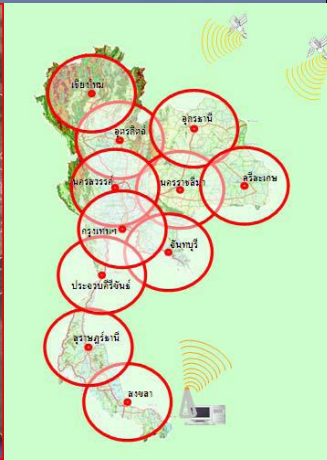 เชียงใหม่
อุดรธานี
อุตรดิตถ์
นครสวรรค์
นครราชสีมา
ศรีสะเกษ
กรุงเทพฯ
จันทบุรี
ประจวบคีรีขันธ์
สุราษฎร์ธานี
สงขลา